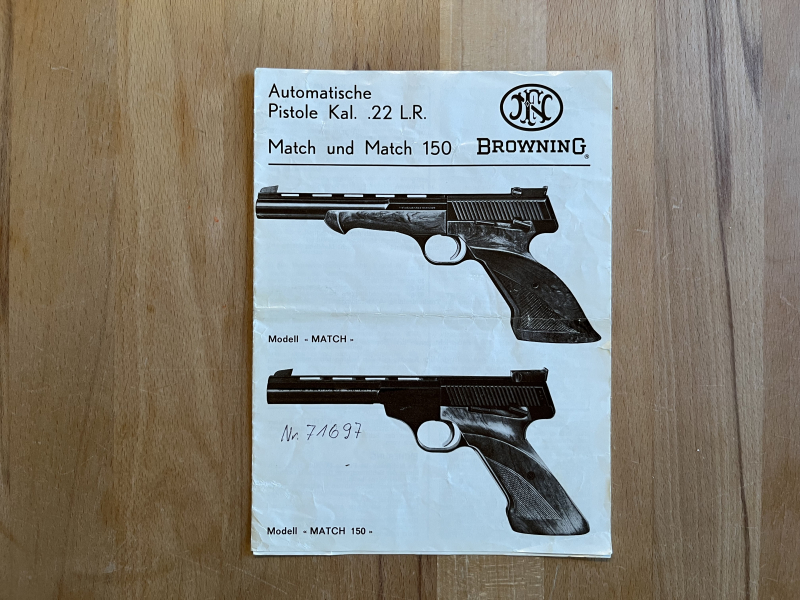 Automatische
Pistole Kal. .22 L.R.
Match und Match 150
FN
BROWNING®
Modell « MATCH »
Nr. 71697
Modell « MATCH 150 »